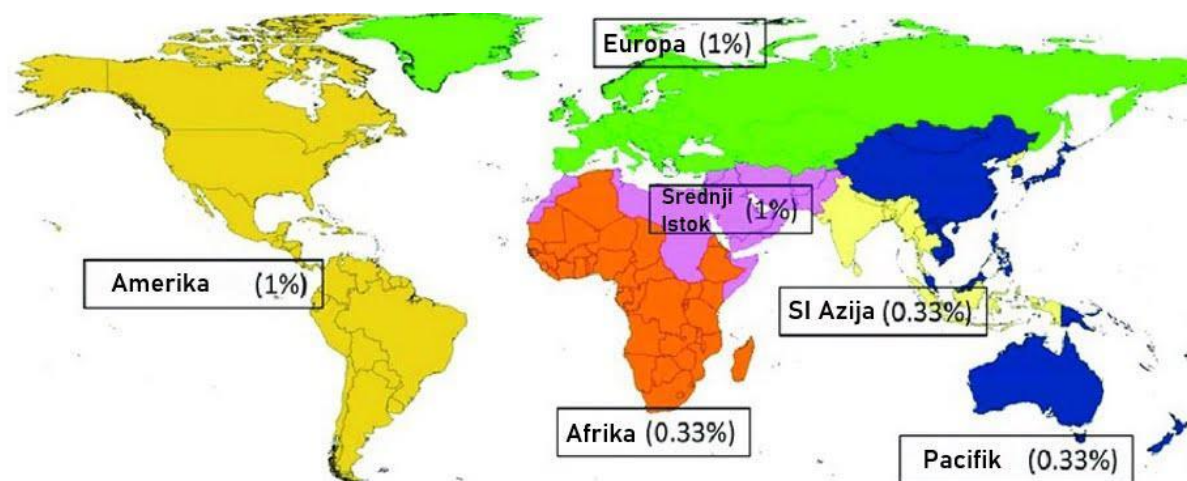 Europa (1%)
Srednji
Istok (1%)
Amerika (1%)
SI Azija (0.33%)
Afrika (0.33%)
Pacifik (0.33%)